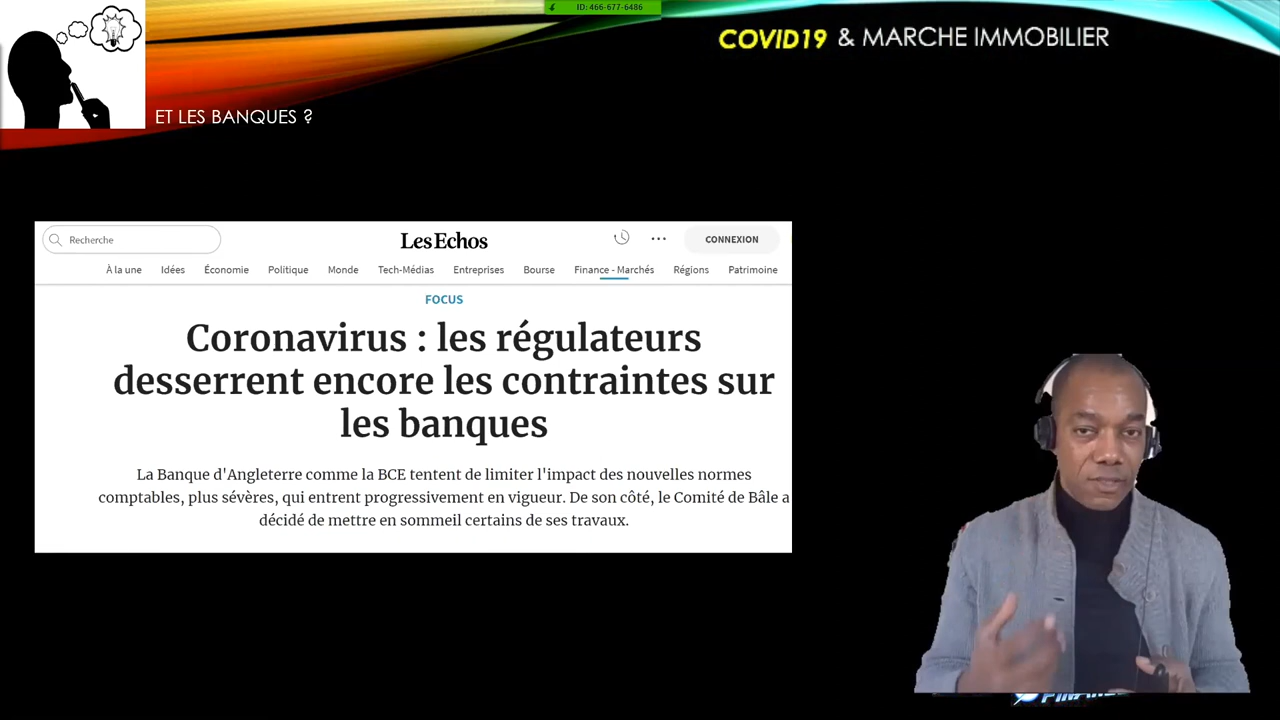 ID: 466-677-6486
COVID19 & MARCHE IMMOBILIER
ET LES BANQUES ?
Recherche
Les Echos
CONNEXION
À la une Idées Économie Politique Monde Tech-Médias Entreprises Bourse Finance - Marchés Régions Patrimoine
FOCUS
Coronavirus : les régulateurs
desserrent encore les contraintes sur
les banques
La Banque d'Angleterre comme la BCE tentent de limiter l'impact des nouvelles normes
comptables, plus sévères, qui entrent progressivement en vigueur. De son côté, le Comité de Bâle a
décidé de mettre en sommeil certains de ses travaux.